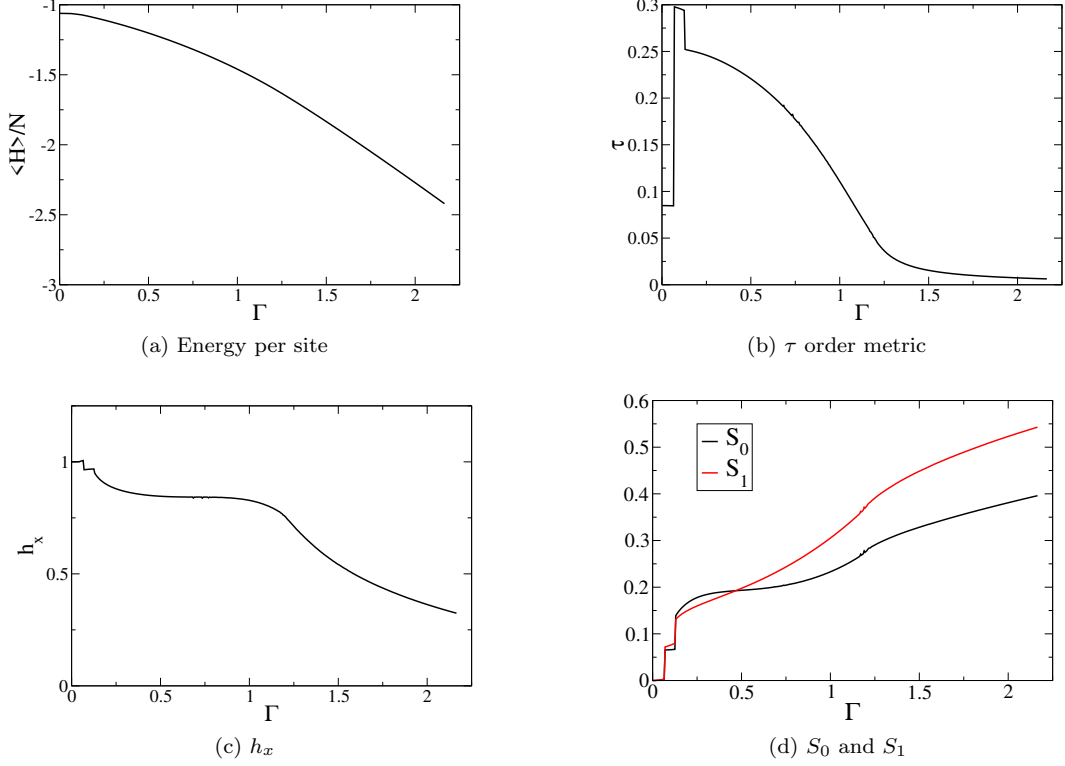 -1
-1.5
-2
-2.5
-3
<H>/N
0 0.5 1 1.5 2
Γ
(a) Energy per site
0.3
0.25
0.2
0.15
0.1
0.05
0
τ
0 0.5 1 1.5 2
Γ
(b) τ order metric
1
0.5
0
h_x
0 0.5 1 1.5 2
Γ
(c) h_x
0.6
0.5
0.4
0.3
0.2
0.1
0
S_0
S_1
0 0.5 1 1.5 2
Γ
(d) S_0 and S_1